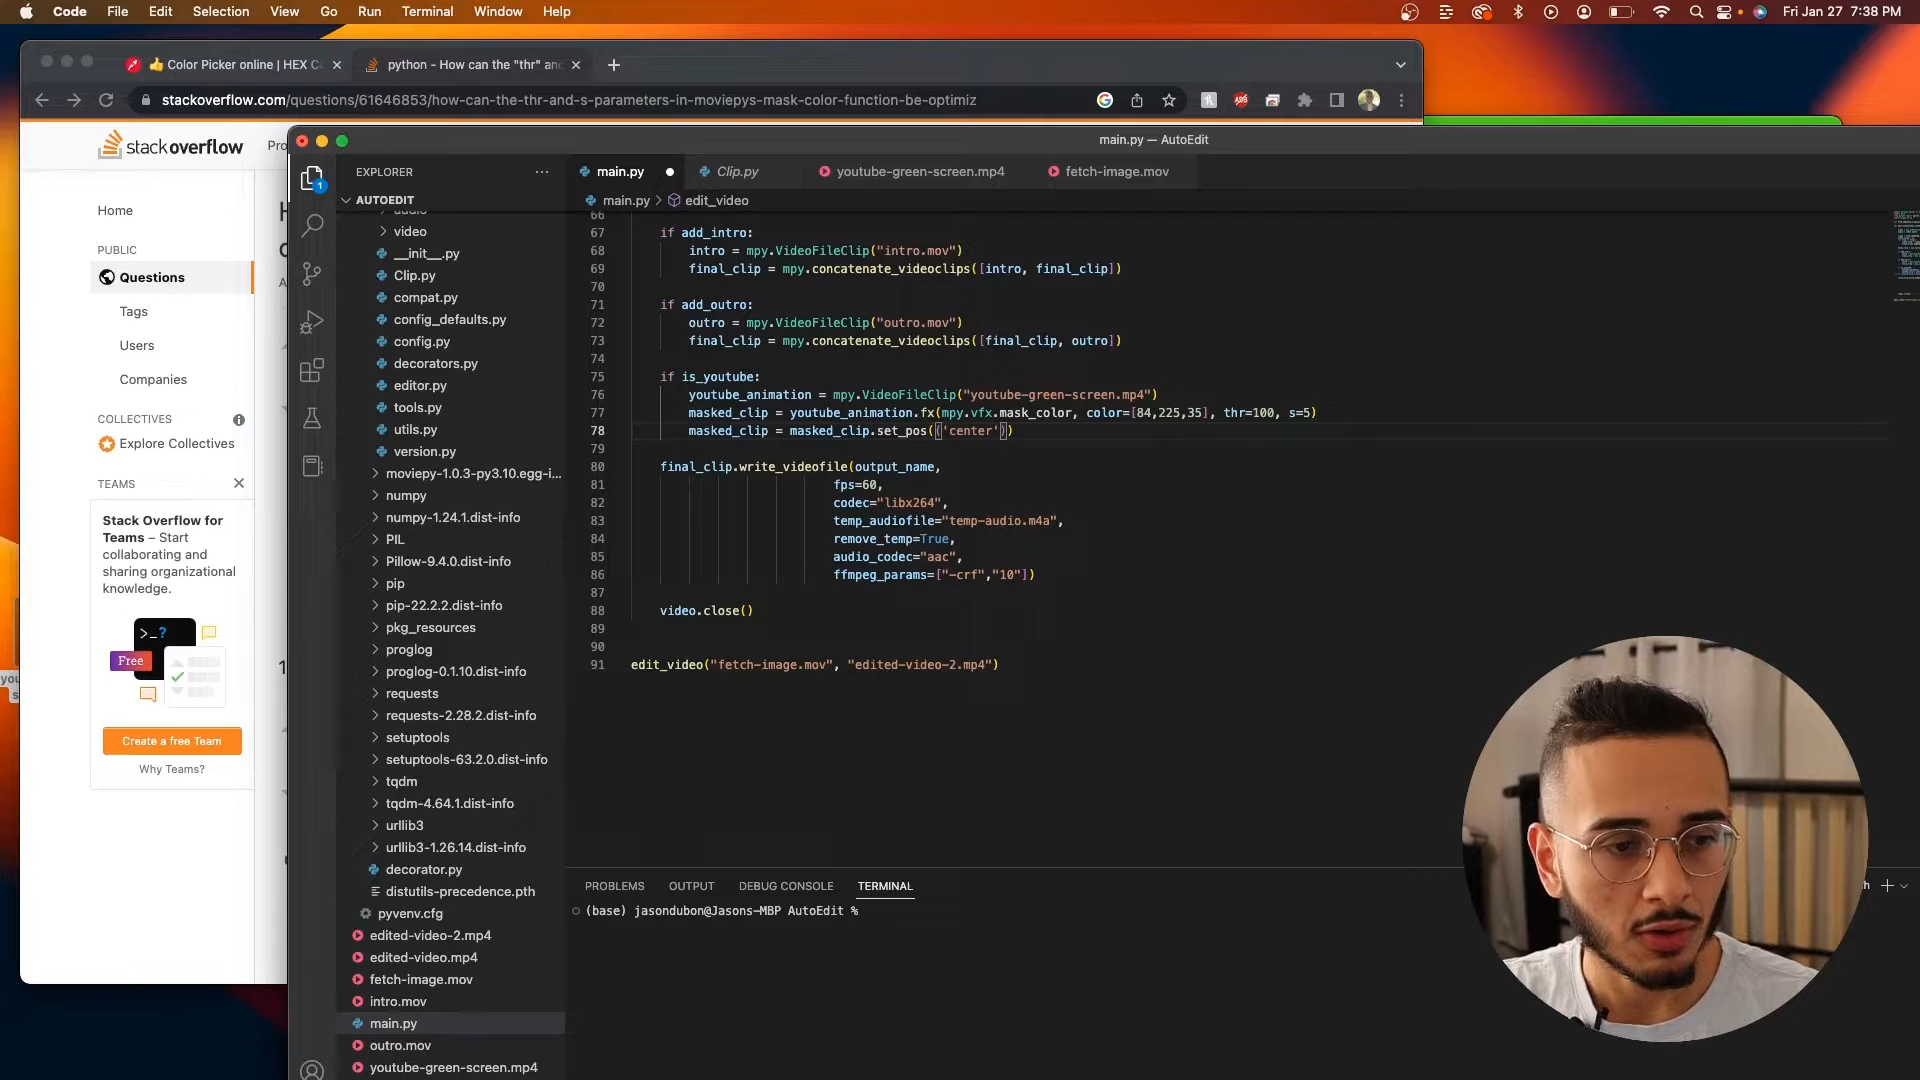 Code File Edit Selection View Go Run Terminal Window Help
Fri Jan 27 7:38 PM
Color Picker online | HEX C
python - How can the "thr" and
stackoverflow.com/questions/61646853/how-can-the-thr-and-s-parameters-in-moviepys-mask-color-function-be-optimiz
stackoverflow
Pro
Home
PUBLIC
Questions
Tags
Users
Companies
COLLECTIVES
Explore Collectives
TEAMS
Stack Overflow for
Teams – Start
collaborating and
sharing organizational
knowledge.
>_?
Free
Create a free Team
Why Teams?
main.py — AutoEdit
EXPLORER
1
AUTOEDIT
audio
video
__init__.py
Clip.py
compat.py
config_defaults.py
config.py
decorators.py
editor.py
tools.py
utils.py
version.py
moviepy-1.0.3-py3.10.egg-i...
numpy
numpy-1.24.1.dist-info
PIL
Pillow-9.4.0.dist-info
pip
pip-22.2.2.dist-info
pkg_resources
proglog
proglog-0.1.10.dist-info
requests
requests-2.28.2.dist-info
setuptools
setuptools-63.2.0.dist-info
tqdm
tqdm-4.64.1.dist-info
urllib3
urllib3-1.26.14.dist-info
decorator.py
distutils-precedence.pth
pyvenv.cfg
edited-video-2.mp4
edited-video.mp4
fetch-image.mov
intro.mov
main.py
outro.mov
youtube-green-screen.mp4
main.py
Clip.py
youtube-green-screen.mov
fetch-image.mov
main.py > edit_video
66
67 if add_intro:
68 intro = mpy.VideoFileClip("intro.mov")
69 final_clip = mpy.concatenate_videoclips([intro, final_clip])
70
71 if add_outro:
72 outro = mpy.VideoFileClip("outro.mov")
73 final_clip = mpy.concatenate_videoclips([final_clip, outro])
74
75 if is_youtube:
76 youtube_animation = mpy.VideoFileClip("youtube-green-screen.mp4")
77 masked_clip = youtube_animation.fx(mpy.vfx.mask_color, color=[84,225,35], thr=100, s=5)
78 masked_clip = masked_clip.set_pos(('center'))
79
80 final_clip.write_videofile(output_name,
81 fps=60,
82 codec="libx264",
83 temp_audiofile="temp-audio.m4a",
84 remove_temp=True,
85 audio_codec="aac",
86 ffmpeg_params=["-crf","10"])
87
88 video.close()
89
90
91 edit_video("fetch-image.mov", "edited-video-2.mp4")
PROBLEMS OUTPUT DEBUG CONSOLE TERMINAL
(base) jasondubon@Jasons-MBP AutoEdit %